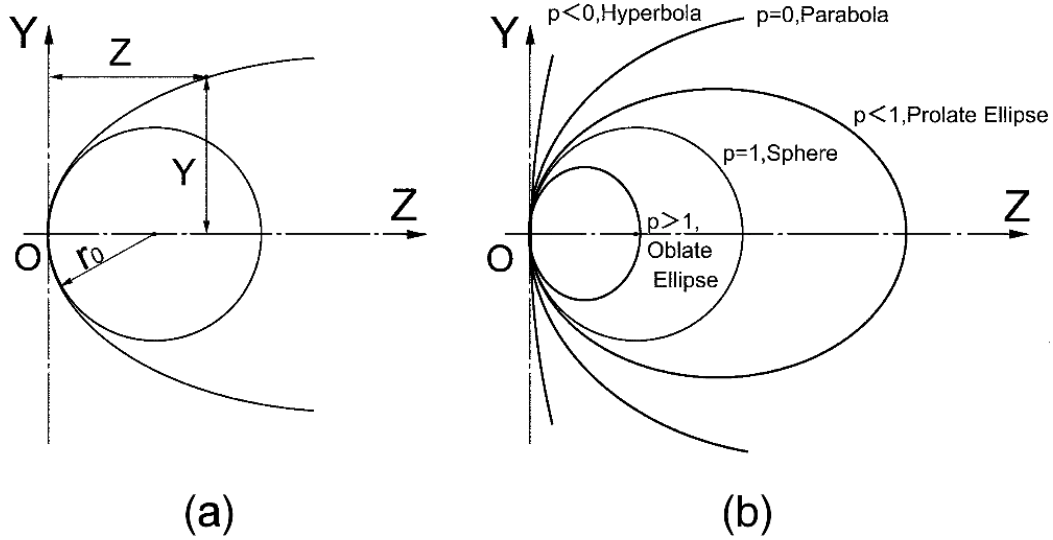 Y
Z
Y
Z
O
r0
(a)
p<0,Hyperbola
p=0,Parabola
Y
p<1,Prolate Ellipse
p=1,Sphere
Z
p>1,
Oblate
Ellipse
O
(b)